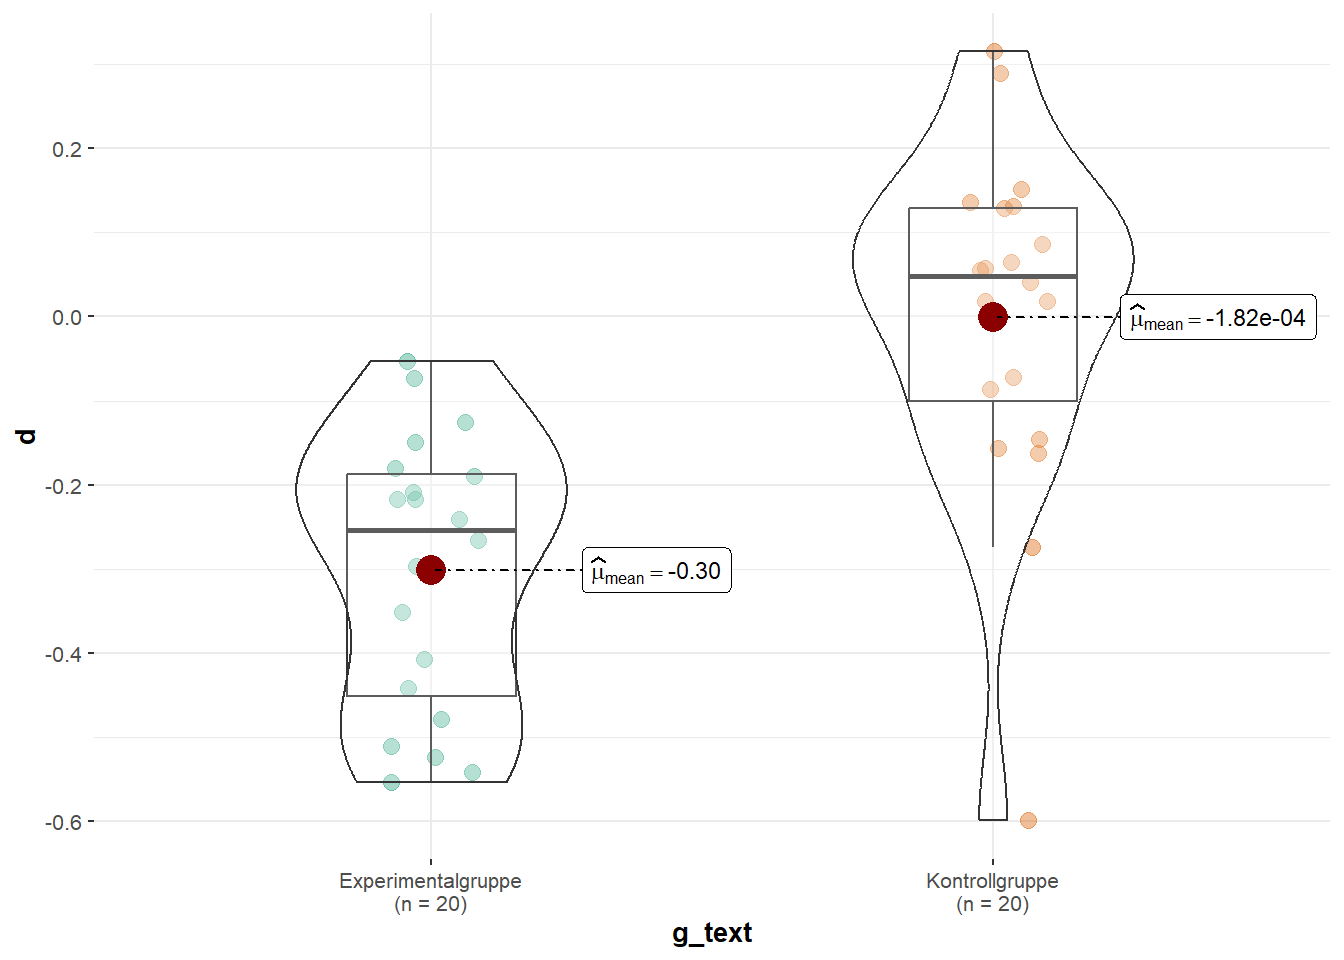 0.2
0.0
-0.2
-0.4
-0.6
d
μ̂mean = -0.30
μ̂mean = -1.82e-04
Experimentalgruppe
(n = 20)
Kontrollgruppe
(n = 20)
g_text